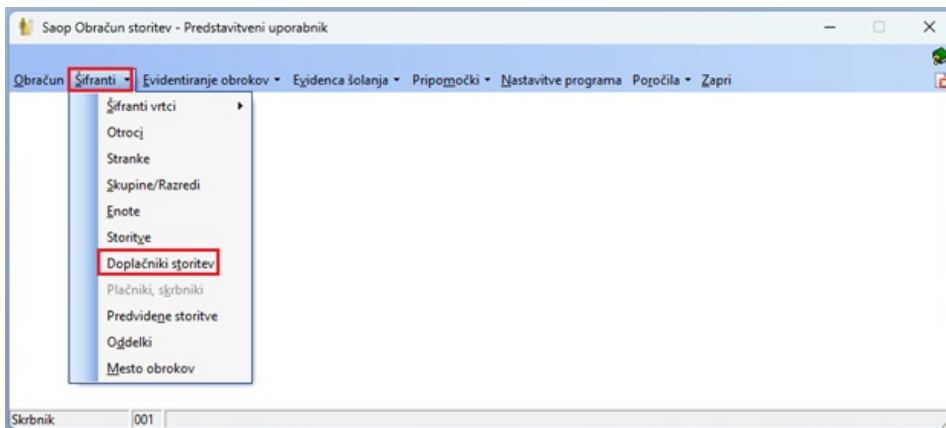 Saop Obračun storitev - Predstavitveni uporabnik
Obračun Šifranti Evidentiranje obrokov Evidenca šolanja Pripomočki Nastavitve programa Poročila Zapri
Šifranti vrtci
Otroci
Stranke
Skupine/Razredi
Enote
Storitve
Doplačniki storitev
Plačniki, skrbniki
Predvidene storitve
Oddelki
Mesto obrokov
Skrbnik 001